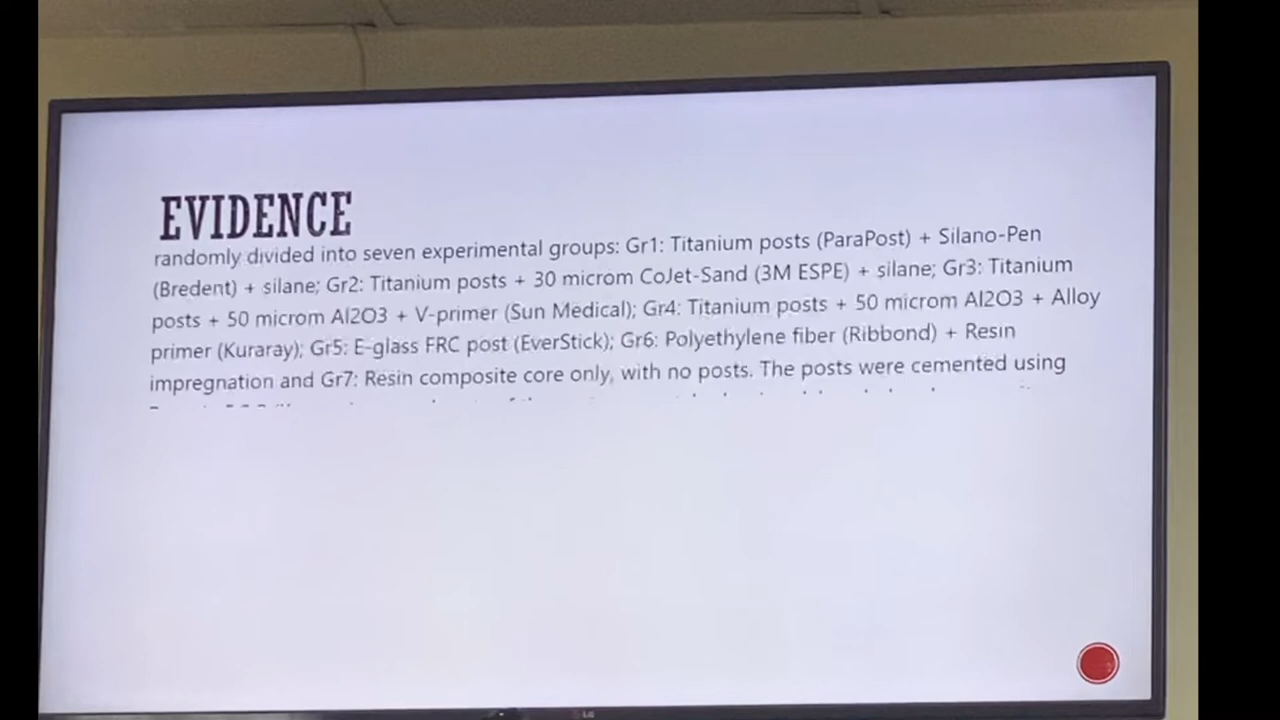 EVIDENCE
randomly divided into seven experimental groups: Gr1: Titanium posts (ParaPost) + Silano-Pen
(Bredent) + silane; Gr2: Titanium posts + 30 microm CoJet-Sand (3M ESPE) + silane; Gr3: Titanium
posts + 50 microm Al2O3 + V-primer (Sun Medical); Gr4: Titanium posts + 50 microm Al2O3 + Alloy
primer (Kuraray); Gr5: E-glass FRC post (EverStick); Gr6: Polyethylene fiber (Ribbond) + Resin
impregnation and Gr7: Resin composite core only, with no posts. The posts were cemented using
LG